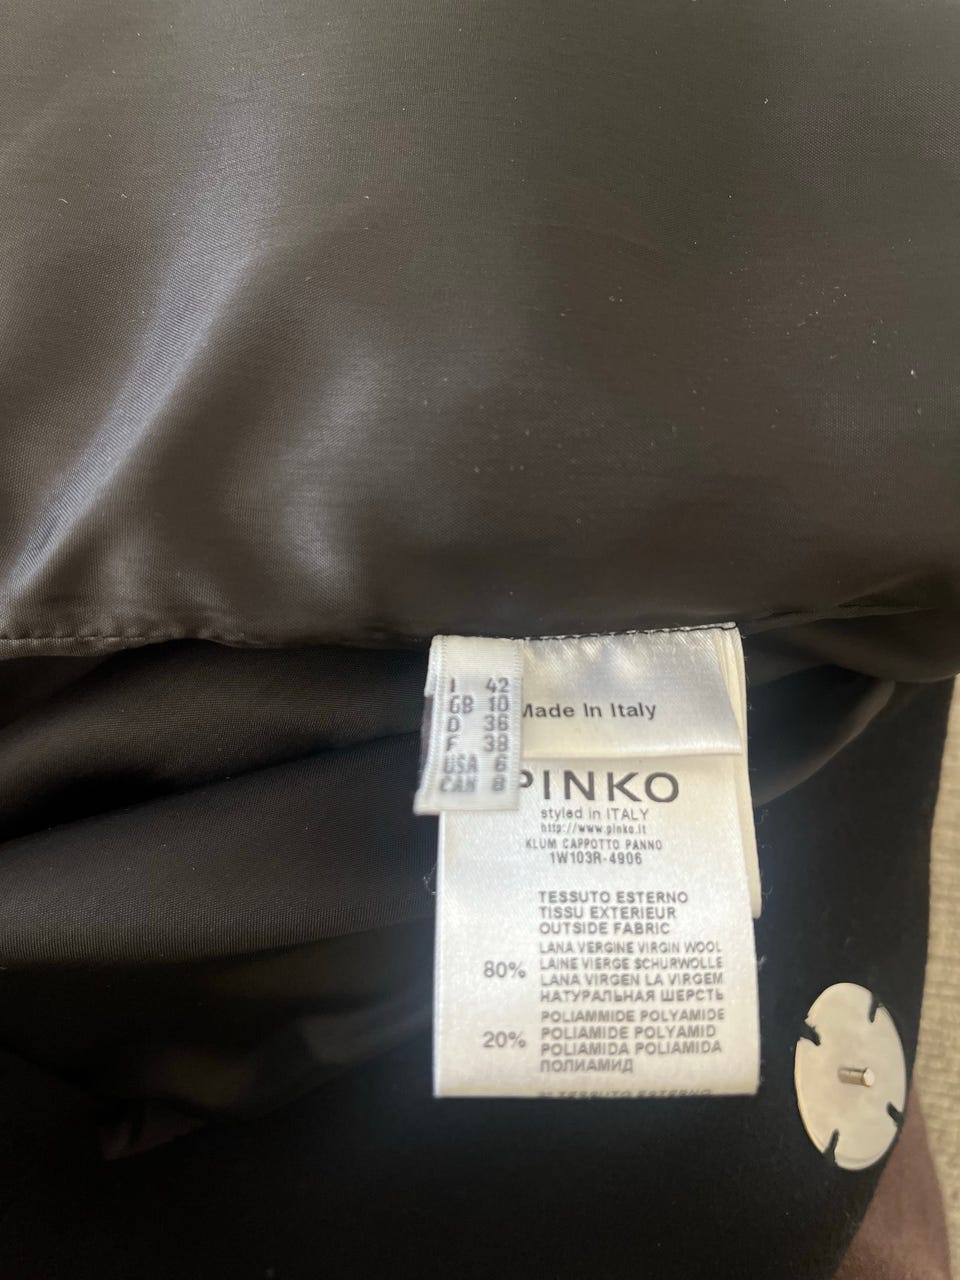 I 42
GB 10
D 36
F 38
USA 6
CAN 8
Made In Italy
PINKO
styled in ITALY
http://www.pinko.it
KLUM CAPPOTTO PANNO
1W103R-4906
TESSUTO ESTERNO
TISSU EXTERIEUR
OUTSIDE FABRIC
80%
LANA VERGINE VIRGIN WOOL
LAINE VIERGE SCHURWOLLE
LANA VIRGEN LA VIRGEM
НАТУРАЛЬНАЯ ШЕРСТЬ
20%
POLIAMMIDE POLYAMIDE
POLIAMIDE POLYAMID
POLIAMIDA POLIAMIDA
ПОЛИАМИД
TESSUTO ESTERNO